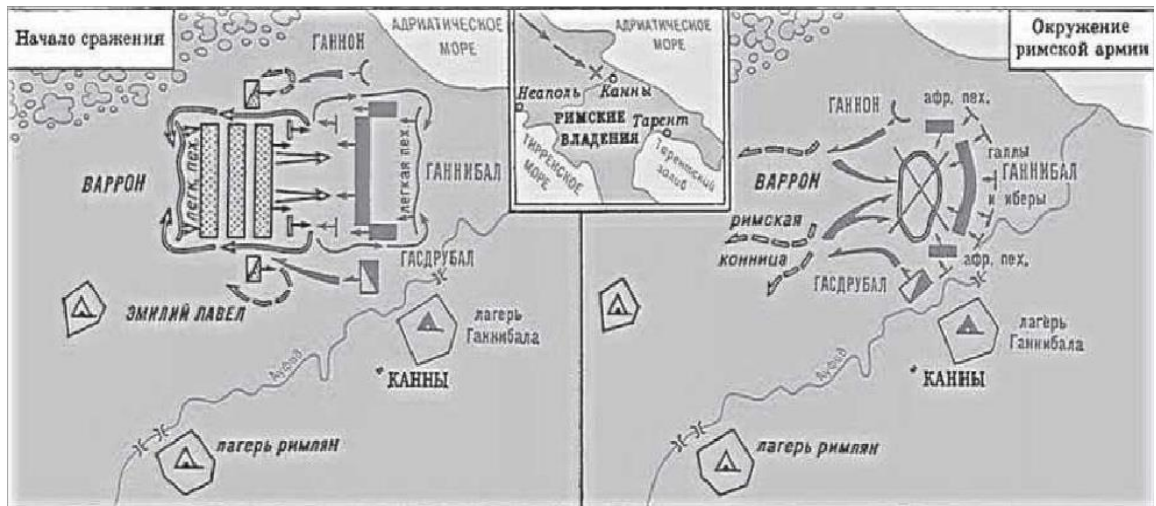 Начало сражения
ГАННОН
АДРИАТИЧЕСКОЕ
МОРЕ
ВАРРОН
легк. пех.
легкая пех.
ГАННИБАЛ
ГАСДРУБАЛ
ЭМИЛИЙ ПАВЕЛ
лагерь
Ганнибала
Ауфид
КАННЫ
лагерь римлян
АДРИАТИЧЕСКОЕ
МОРЕ
Неаполь
Канны
РИМСКИЕ
ВЛАДЕНИЯ
Тарент
ТИРРЕНСКОЕ
МОРЕ
Тарентский
залив
Окружение
римской армии
ГАННОН
афр. пех.
ВАРРОН
галлы
ГАННИБАЛ
и иберы
римская
конница
ГАСДРУБАЛ
афр. пех.
лагерь
Ганнибала
Ауфид
КАННЫ
лагерь римлян